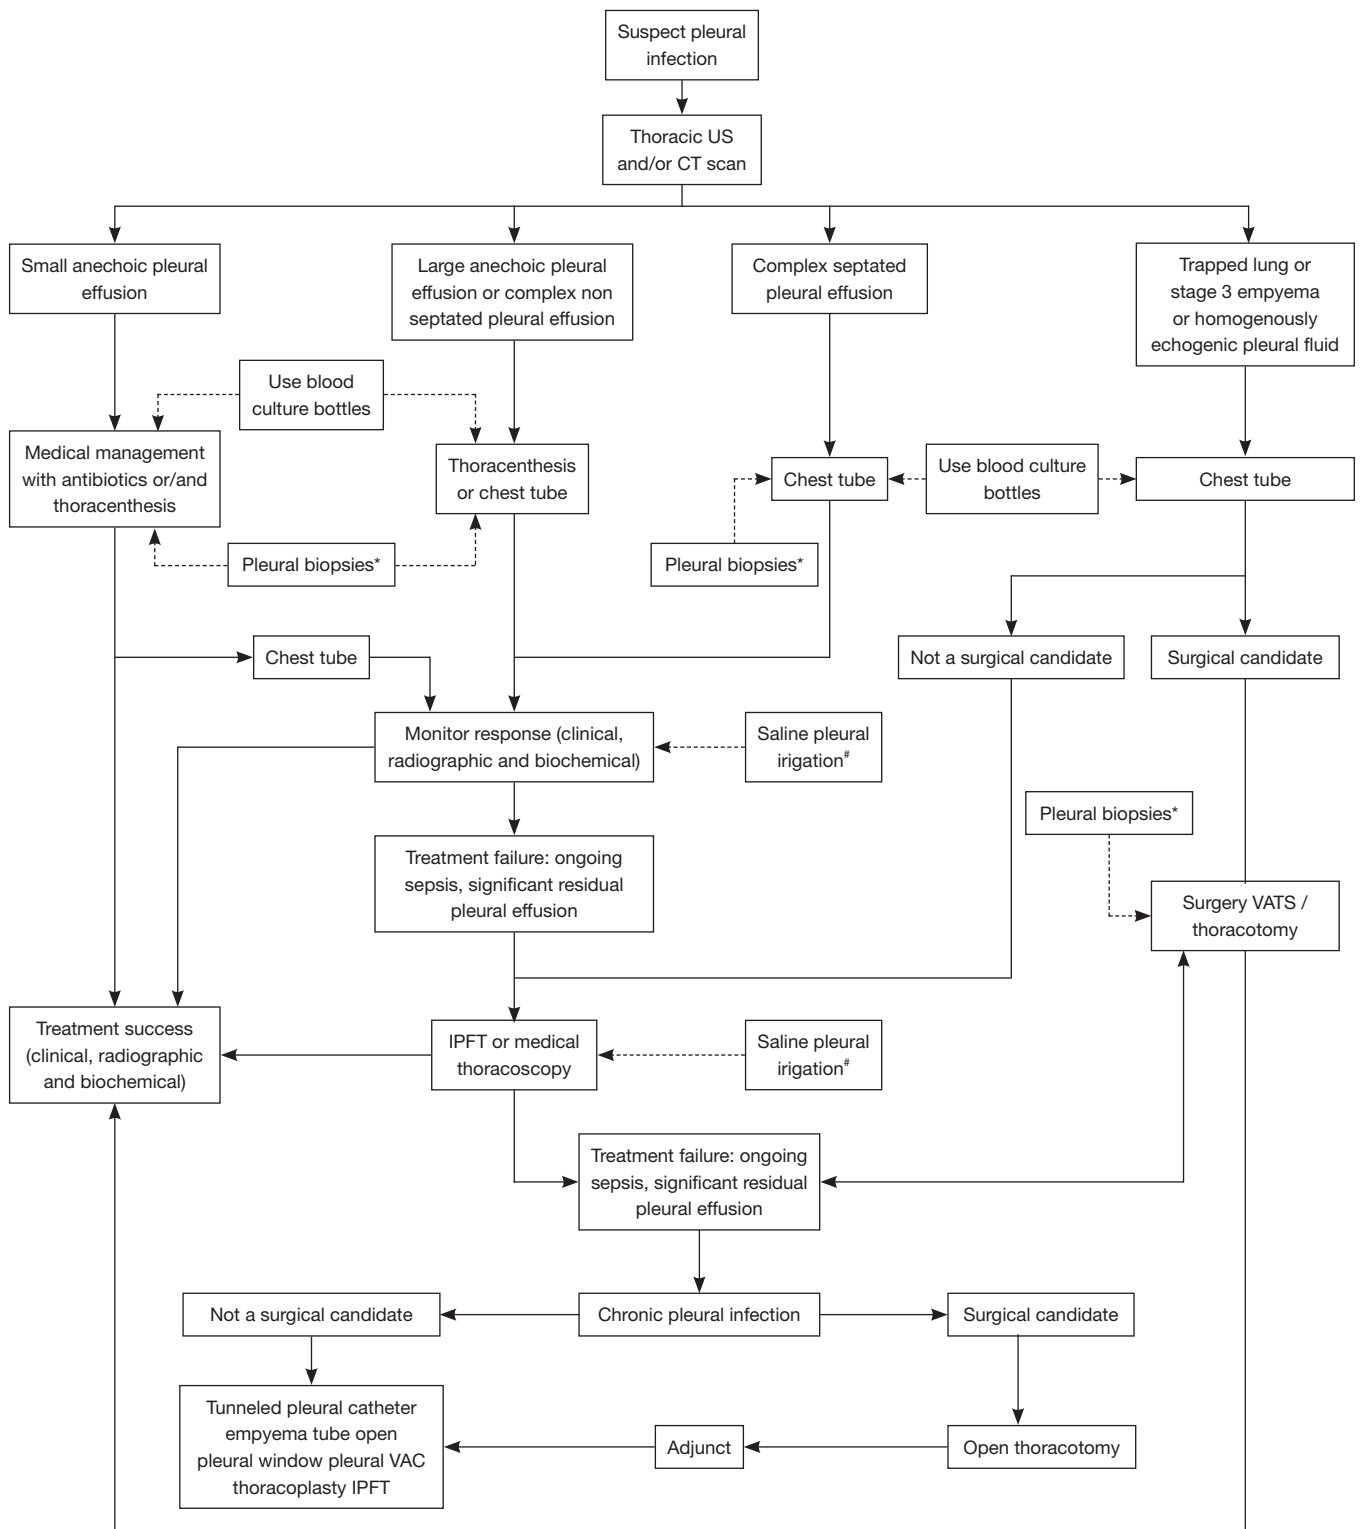 Suspect pleural
infection
Thoracic US
and/or CT scan
Small anechoic pleural
effusion
Large anechoic pleural
effusion or complex non
septated pleural effusion
Complex septated
pleural effusion
Trapped lung or
stage 3 empyema
or homogenously
echogenic pleural fluid
Use blood
culture bottles
Medical management
with antibiotics or/and
thoracenthesis
Thoracenthesis
or chest tube
Chest tube
Use blood culture
bottles
Chest tube
Pleural biopsies*
Pleural biopsies*
Chest tube
Not a surgical candidate
Surgical candidate
Monitor response (clinical,
radiographic and biochemical)
Saline pleural
irigation#
Pleural biopsies*
Treatment failure: ongoing
sepsis, significant residual
pleural effusion
Surgery VATS /
thoracotomy
Treatment success
(clinical, radiographic
and biochemical)
IPFT or medical
thoracoscopy
Saline pleural
irigation#
Treatment failure: ongoing
sepsis, significant residual
pleural effusion
Not a surgical candidate
Chronic pleural infection
Surgical candidate
Tunneled pleural catheter
empyema tube open
pleural window pleural VAC
thoracoplasty IPFT
Adjunct
Open thoracotomy